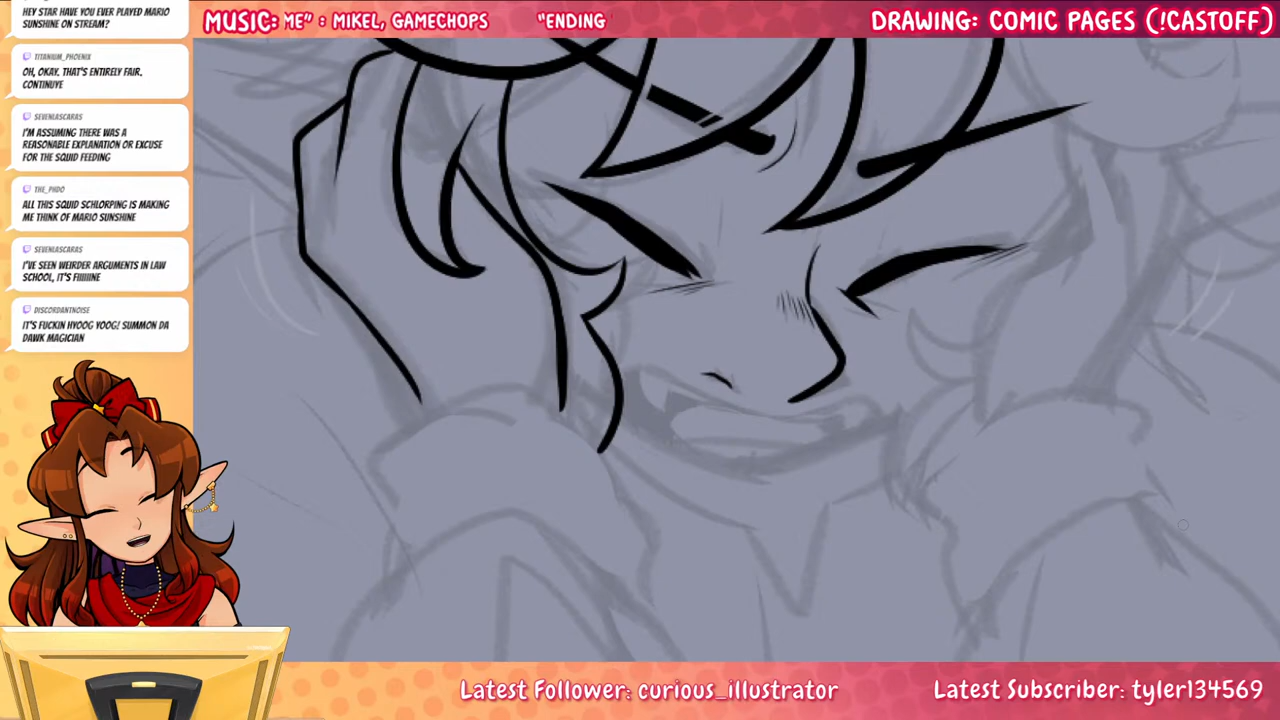 HEY STAR HAVE YOU EVER PLAYED MARIO
SUNSHINE ON STREAM?
TITANIUM_PHOENIX
OH, OKAY. THAT'S ENTIRELY FAIR.
CONTINUYE
SEVENLASCARAS
I'M ASSUMING THERE WAS A
REASONABLE EXPLANATION OR EXCUSE
FOR THE SQUID FEEDING
THE_PHDO
ALL THIS SQUID SCHLORPING IS MAKING
ME THINK OF MARIO SUNSHINE
SEVENLASCARAS
I'VE SEEN WEIRDER ARGUMENTS IN LAW
SCHOOL, IT'S FIIIIINE
DISCORDANTNOISE
IT'S FUCKIN HYOOG YOOG! SUMMON DA
DAWK MAGICIAN
MUSIC: ME" : MIKEL, GAMECHOPS "ENDING
DRAWING: COMIC PAGES (!CASTOFF)
Latest Follower: curious_illustrator
Latest Subscriber: tyler134569